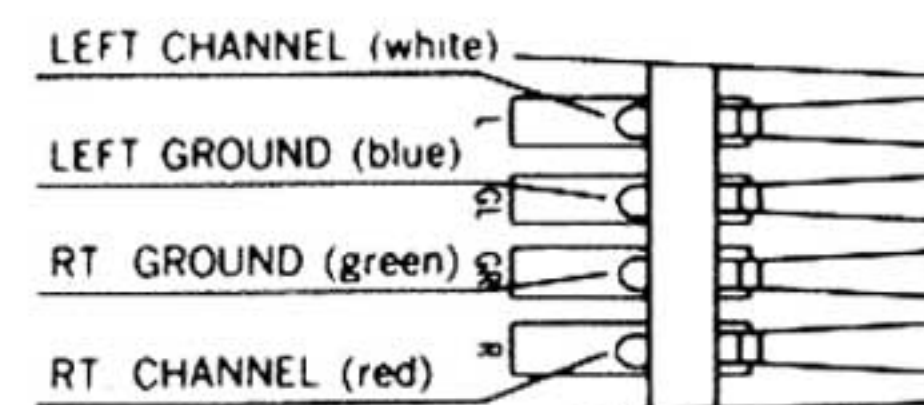 LEFT CHANNEL (white)
L
LEFT GROUND (blue)
GL
RT GROUND (green)
GR
R
RT CHANNEL (red)